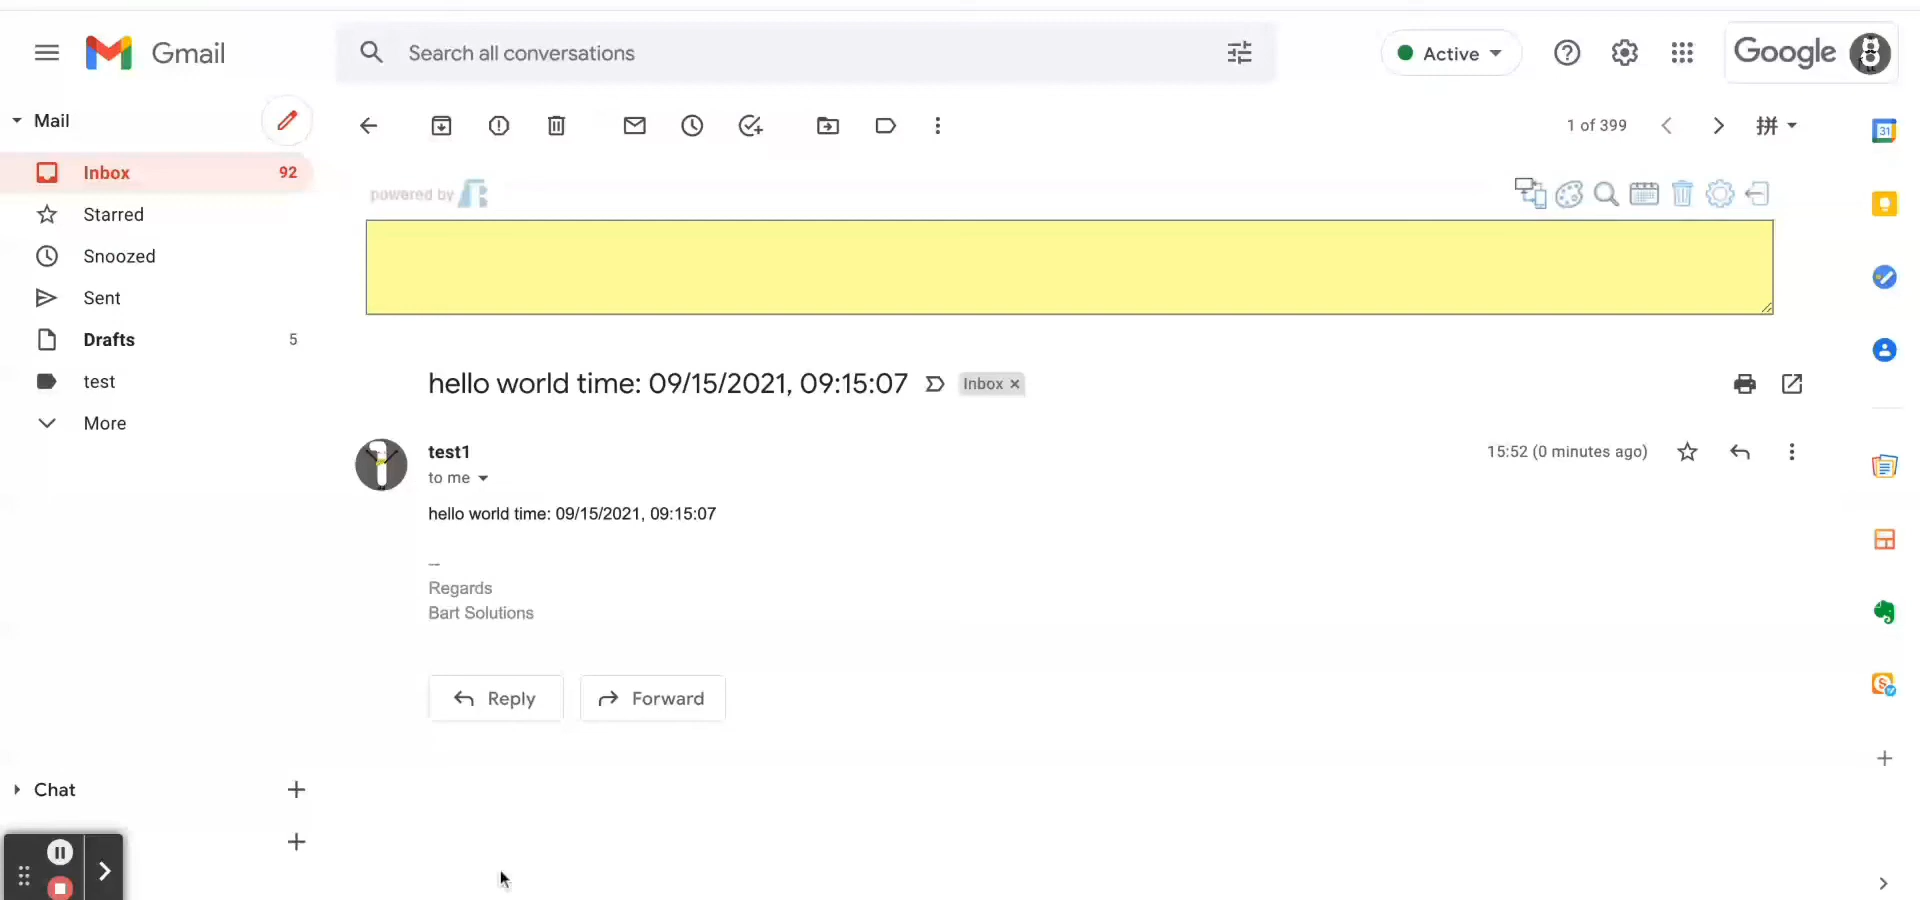 Gmail
Search all conversations
Active
Google
Mail
Inbox 92
Starred
Snoozed
Sent
Drafts 5
test
More
Chat
1 of 399
拼
31
powered by
hello world time: 09/15/2021, 09:15:07
Inbox ×
test1
15:52 (0 minutes ago)
to me
hello world time: 09/15/2021, 09:15:07
--
Regards
Bart Solutions
Reply
Forward